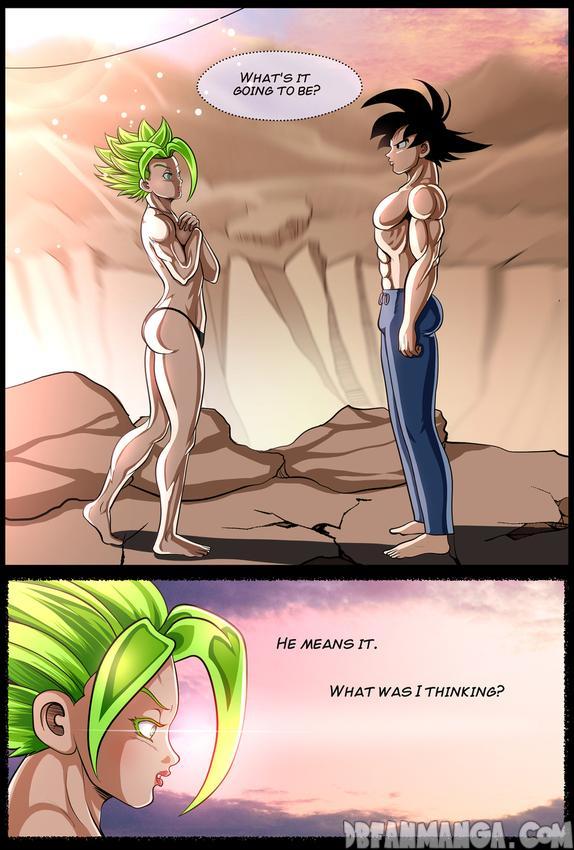 WHAT'S IT
GOING TO BE?
HE MEANS IT.
WHAT WAS I THINKING?
DBFANMANGA.COM